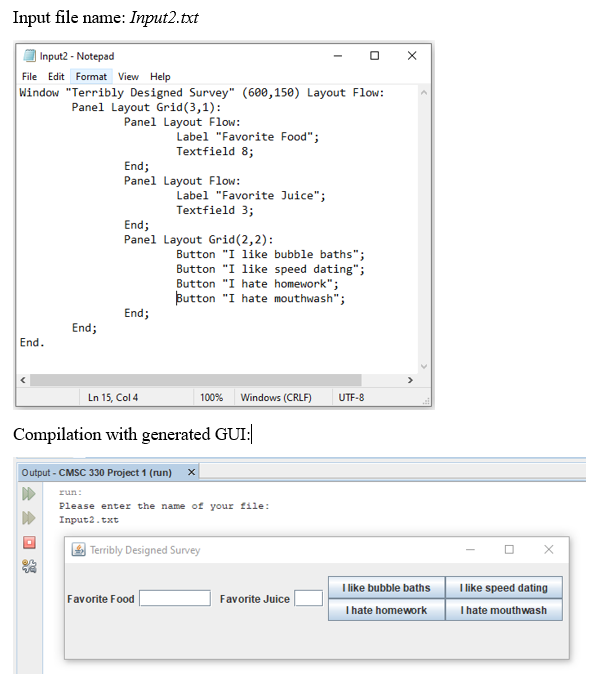 Input file name: Input2.txt
Input2 - Notepad
File Edit Format View Help
Window "Terribly Designed Survey" (600,150) Layout Flow:
Panel Layout Grid(3,1):
Panel Layout Flow:
Label "Favorite Food";
Textfield 8;
End;
Panel Layout Flow:
Label "Favorite Juice";
Textfield 3;
End;
Panel Layout Grid(2,2):
Button "I like bubble baths";
Button "I like speed dating";
Button "I hate homework";
Button "I hate mouthwash";
End;
End;
End.
Ln 15, Col 4 100% Windows (CRLF) UTF-8
Compilation with generated GUI:
Output - CMSC 330 Project 1 (run)
run:
Please enter the name of your file:
Input2.txt
Terribly Designed Survey
Favorite Food Favorite Juice
I like bubble baths I like speed dating
I hate homework I hate mouthwash